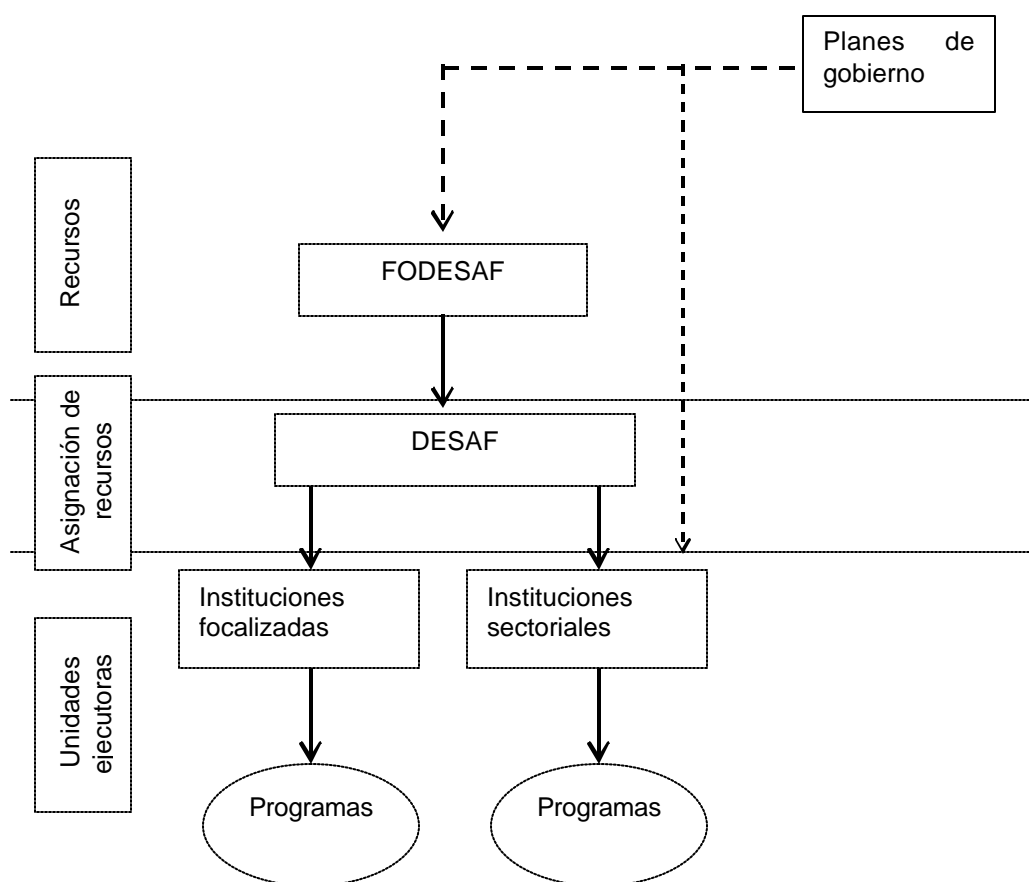 Planes de
gobierno
Recursos
FODESAF
Asignación de
recursos
DESAF
Instituciones
focalizadas
Instituciones
sectoriales
Unidades
ejecutoras
Programas
Programas